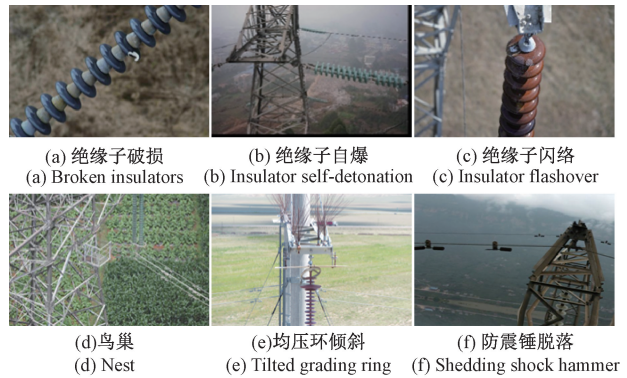 (a) 绝缘子破损
(b) 绝缘子自爆
(c) 绝缘子闪络
(a) Broken insulators
(b) Insulator self-detonation
(c) Insulator flashover
(d)鸟巢
(e)均压环倾斜
(f) 防震锤脱落
(d) Nest
(e) Tilted grading ring
(f) Shedding shock hammer